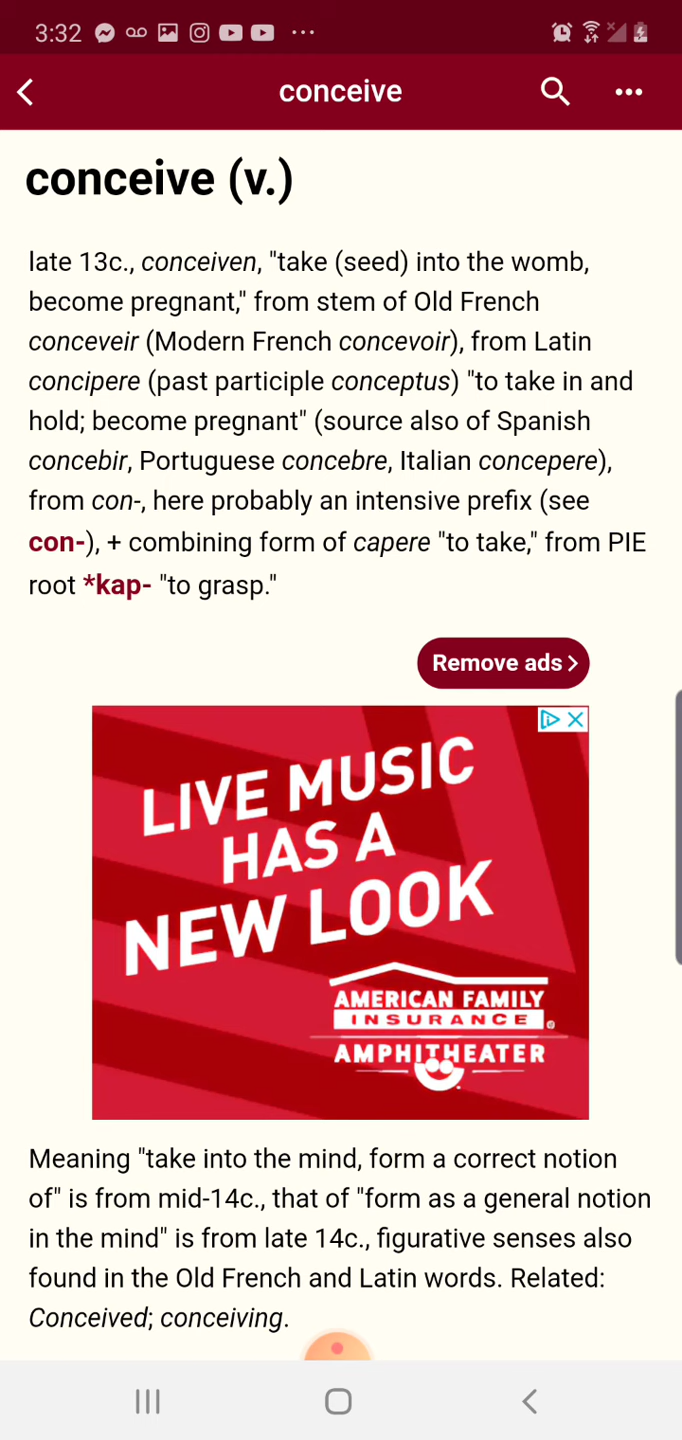 3:32
conceive
conceive (v.)
late 13c., conceiven, "take (seed) into the womb,
become pregnant," from stem of Old French
conceveir (Modern French concevoir), from Latin
concipere (past participle conceptus) "to take in and
hold; become pregnant" (source also of Spanish
concebir, Portuguese concebre, Italian concepere),
from con-, here probably an intensive prefix (see
con-), + combining form of capere "to take," from PIE
root *kap- "to grasp."
Remove ads
LIVE MUSIC
HAS A
NEW LOOK
AMERICAN FAMILY
INSURANCE ®
AMPHITHEATER
Meaning "take into the mind, form a correct notion
of" is from mid-14c., that of "form as a general notion
in the mind" is from late 14c., figurative senses also
found in the Old French and Latin words. Related:
Conceived; conceiving.